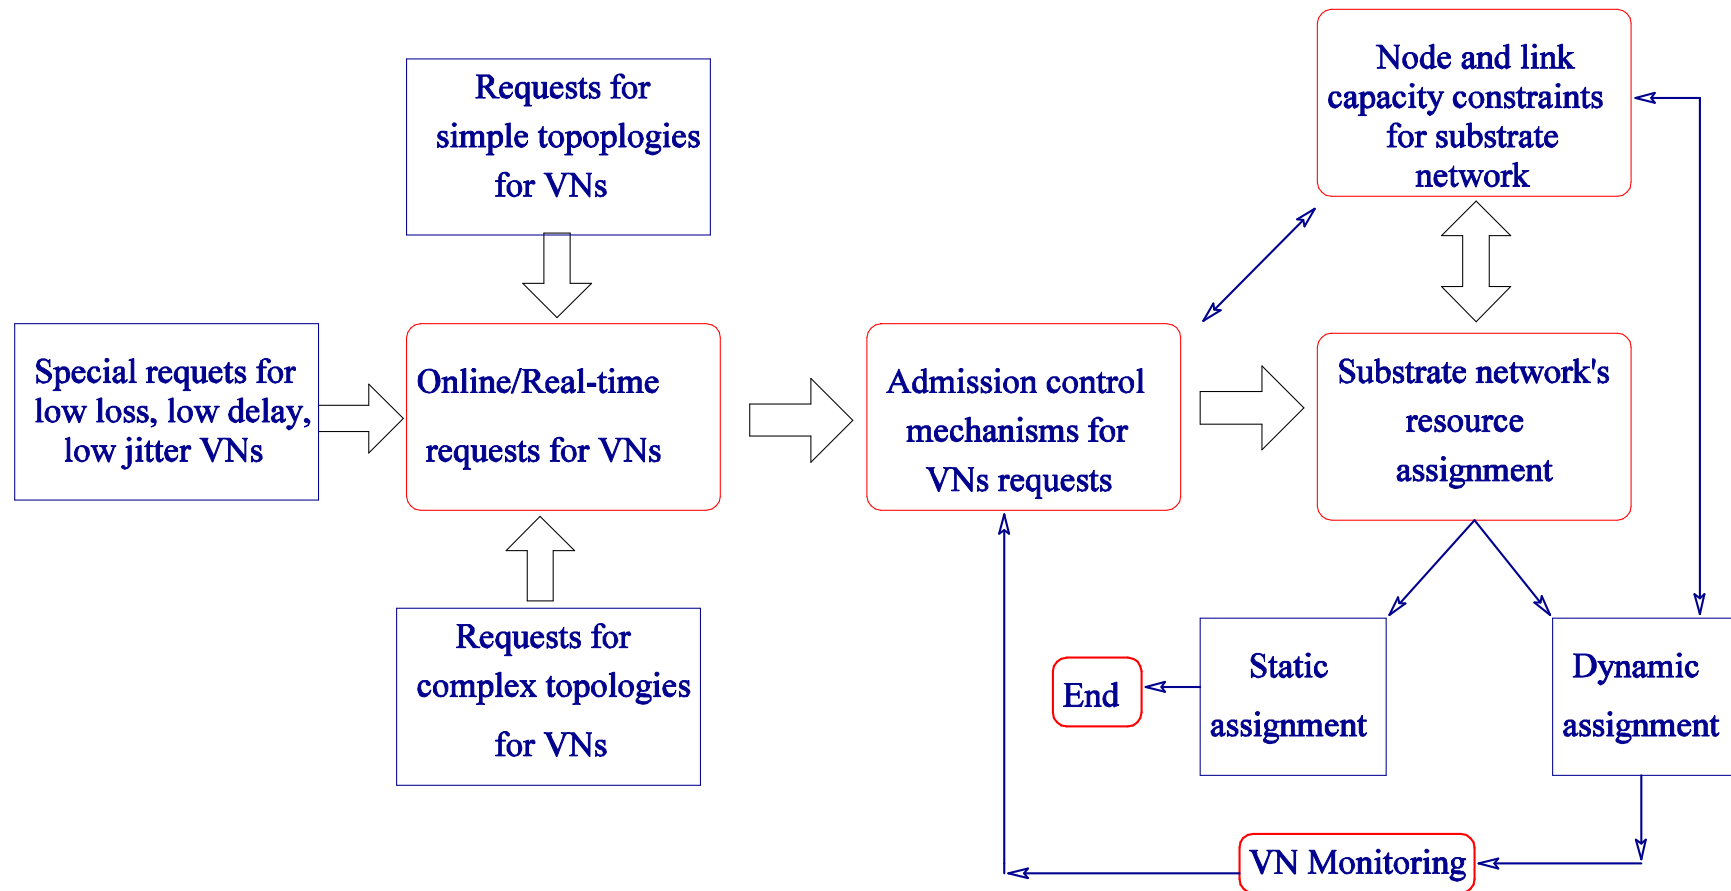 Requests for
simple topoplogies
for VNs
Special requets for
low loss, low delay,
low jitter VNs
Online/Real-time
requests for VNs
Requests for
complex topologies
for VNs
Admission control
mechanisms for
VNs requests
Node and link
capacity constraints
for substrate
network
Substrate network's
resource
assignment
Static
assignment
Dynamic
assignment
End
VN Monitoring